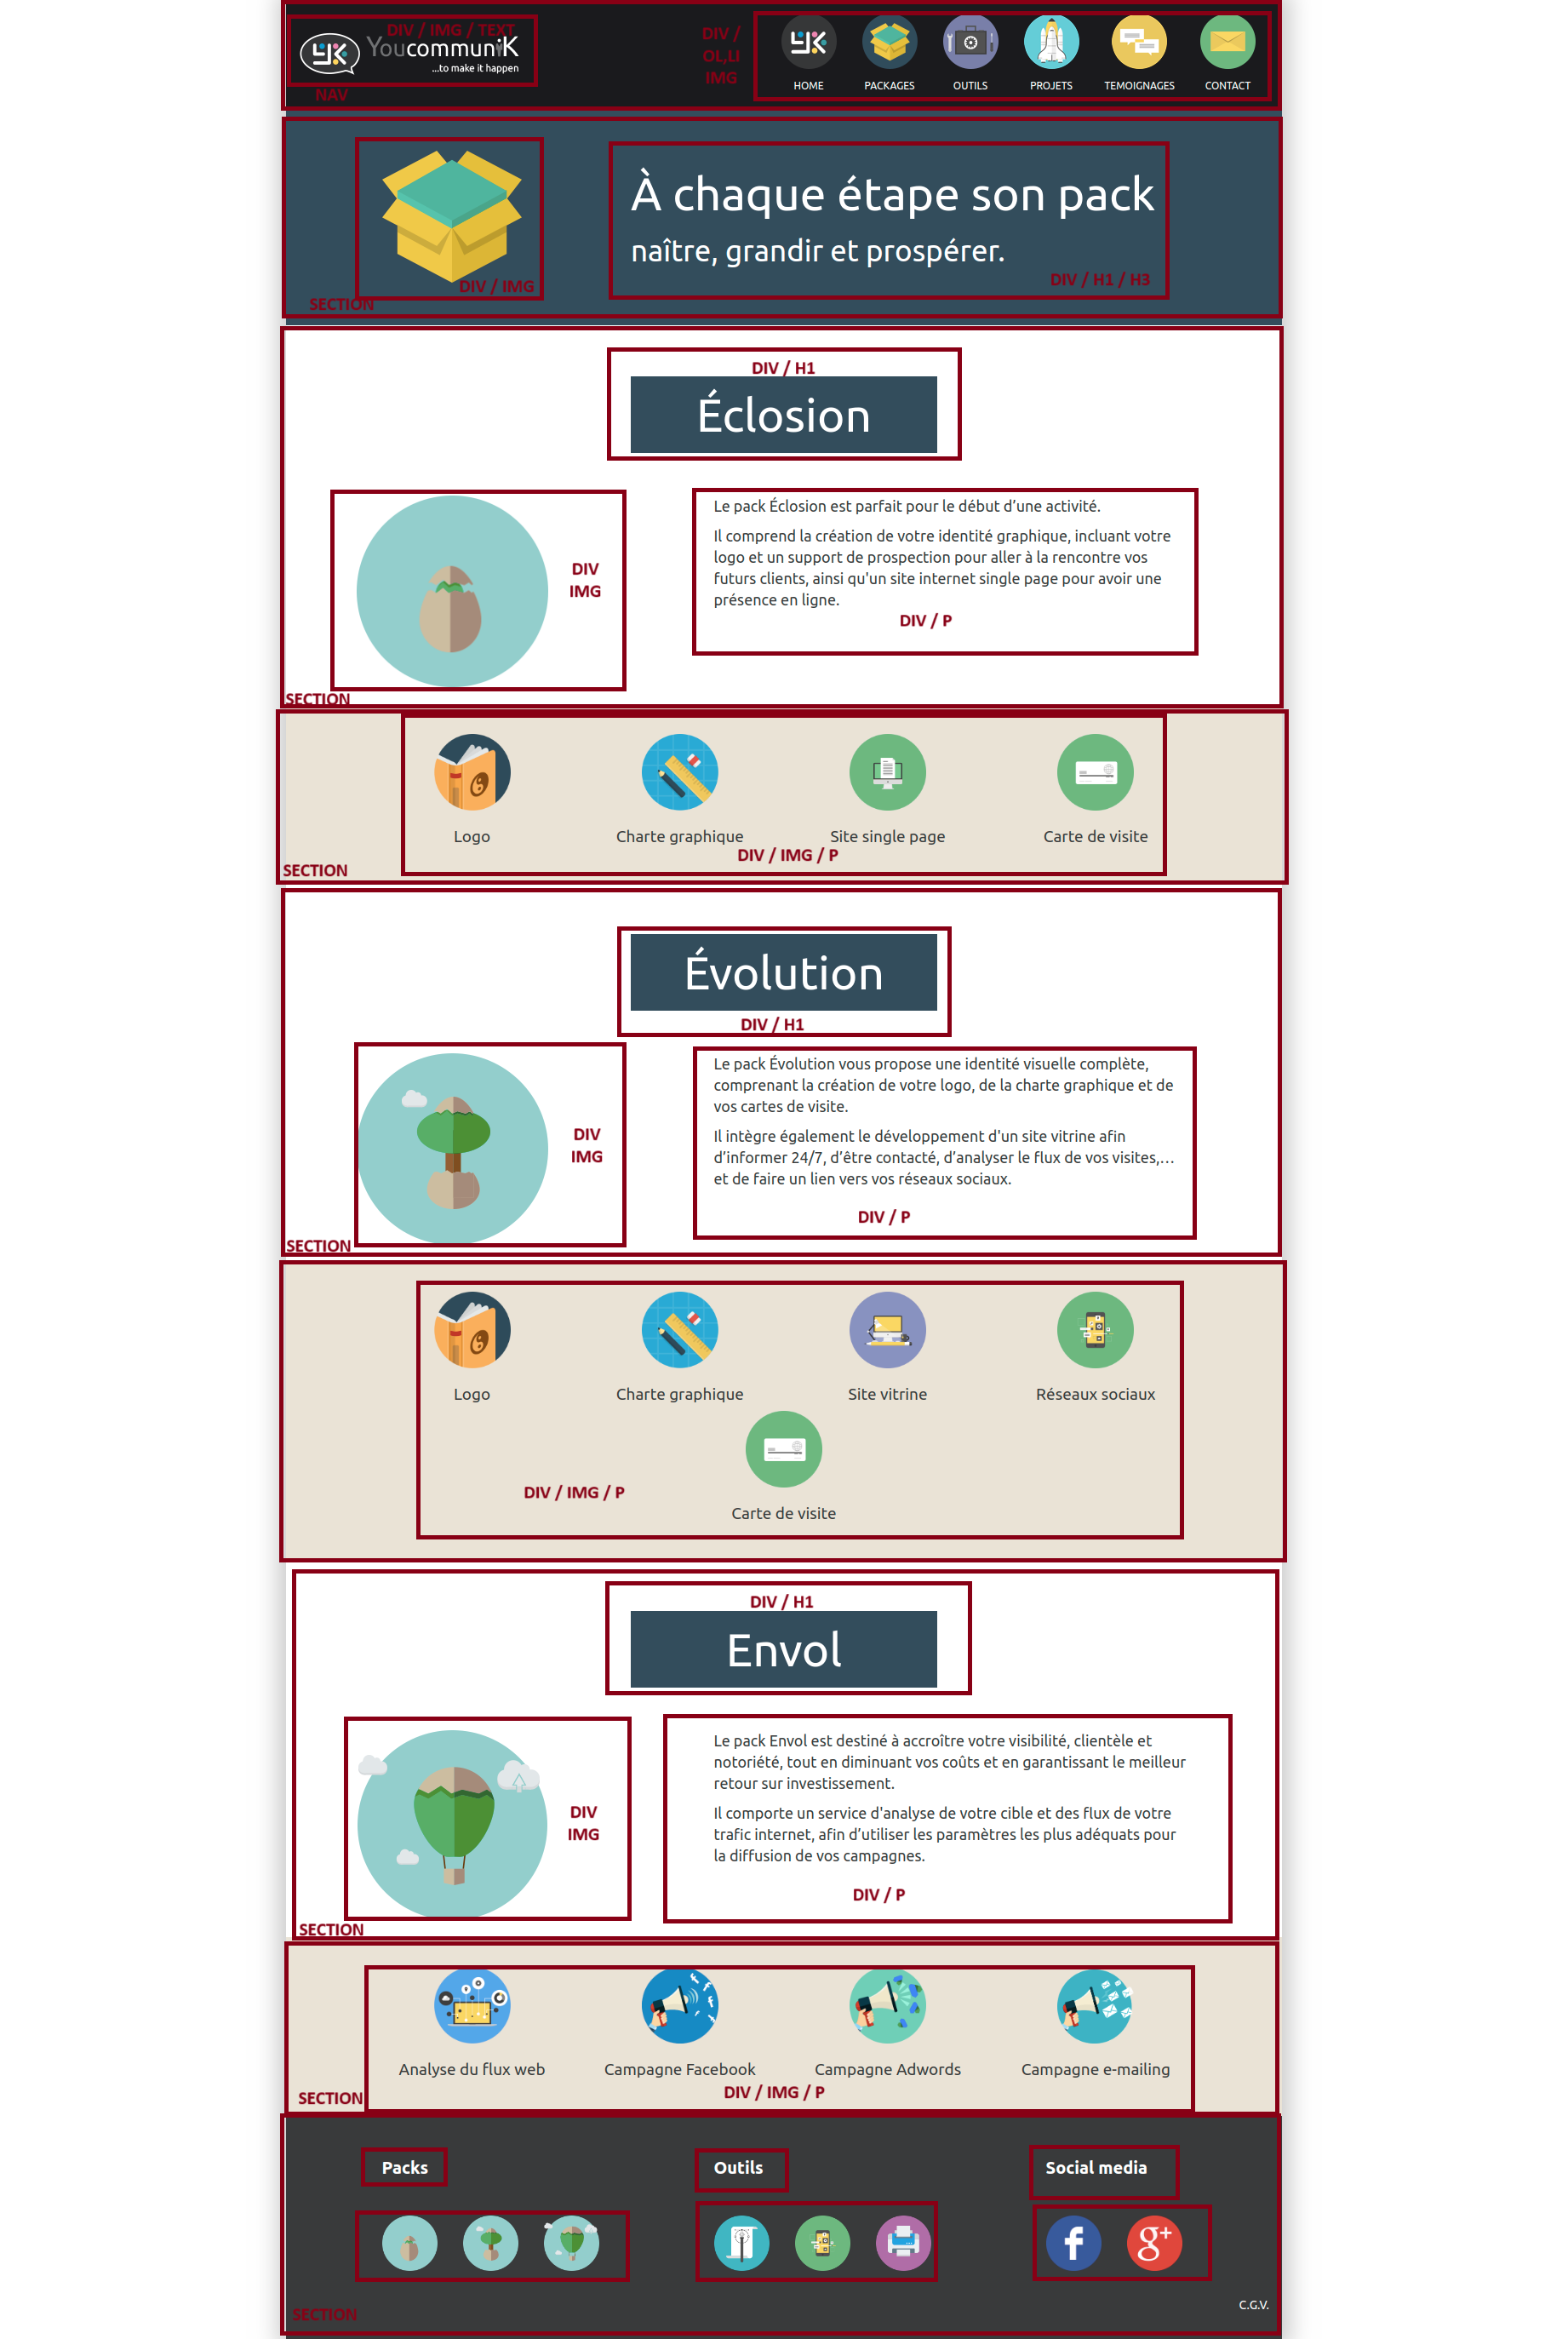 DIV / IMG / TEXT
YoucommuniK
...to make it happen
NAV
DIV /
OL,LI
IMG
HOME
PACKAGES
OUTILS
PROJETS
TEMOIGNAGES
CONTACT
À chaque étape son pack
naître, grandir et prospérer.
DIV / H1 / H3
DIV / IMG
SECTION
DIV / H1
Éclosion
DIV
IMG
Le pack Éclosion est parfait pour le début d’une activité.
Il comprend la création de votre identité graphique, incluant votre
logo et un support de prospection pour aller à la rencontre vos
futurs clients, ainsi qu'un site internet single page pour avoir une
présence en ligne.
DIV / P
SECTION
Logo
Charte graphique
Site single page
Carte de visite
DIV / IMG / P
SECTION
Évolution
DIV / H1
DIV
IMG
Le pack Évolution vous propose une identité visuelle complète,
comprenant la création de votre logo, de la charte graphique et de
vos cartes de visite.
Il intègre également le développement d'un site vitrine afin
d’informer 24/7, d’être contacté, d’analyser le flux de vos visites,…
et de faire un lien vers vos réseaux sociaux.
DIV / P
SECTION
Logo
Charte graphique
Site vitrine
Réseaux sociaux
DIV / IMG / P
Carte de visite
DIV / H1
Envol
DIV
IMG
Le pack Envol est destiné à accroître votre visibilité, clientèle et
notoriété, tout en diminuant vos coûts et en garantissant le meilleur
retour sur investissement.
Il comporte un service d'analyse de votre cible et des flux de votre
trafic internet, afin d’utiliser les paramètres les plus adéquats pour
la diffusion de vos campagnes.
DIV / P
SECTION
Analyse du flux web
Campagne Facebook
Campagne Adwords
Campagne e-mailing
DIV / IMG / P
SECTION
Packs
Outils
Social media
f
g+
C.G.V.
SECTION